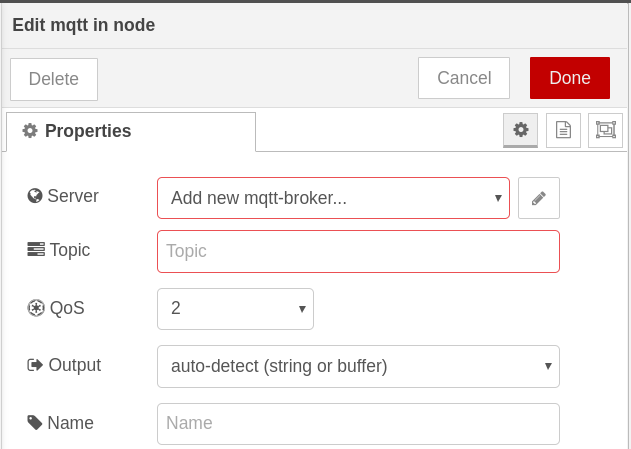 Edit mqtt in node
Delete Cancel Done
Properties
Server Add new mqtt-broker...
Topic Topic
QoS 2
Output auto-detect (string or buffer)
Name Name